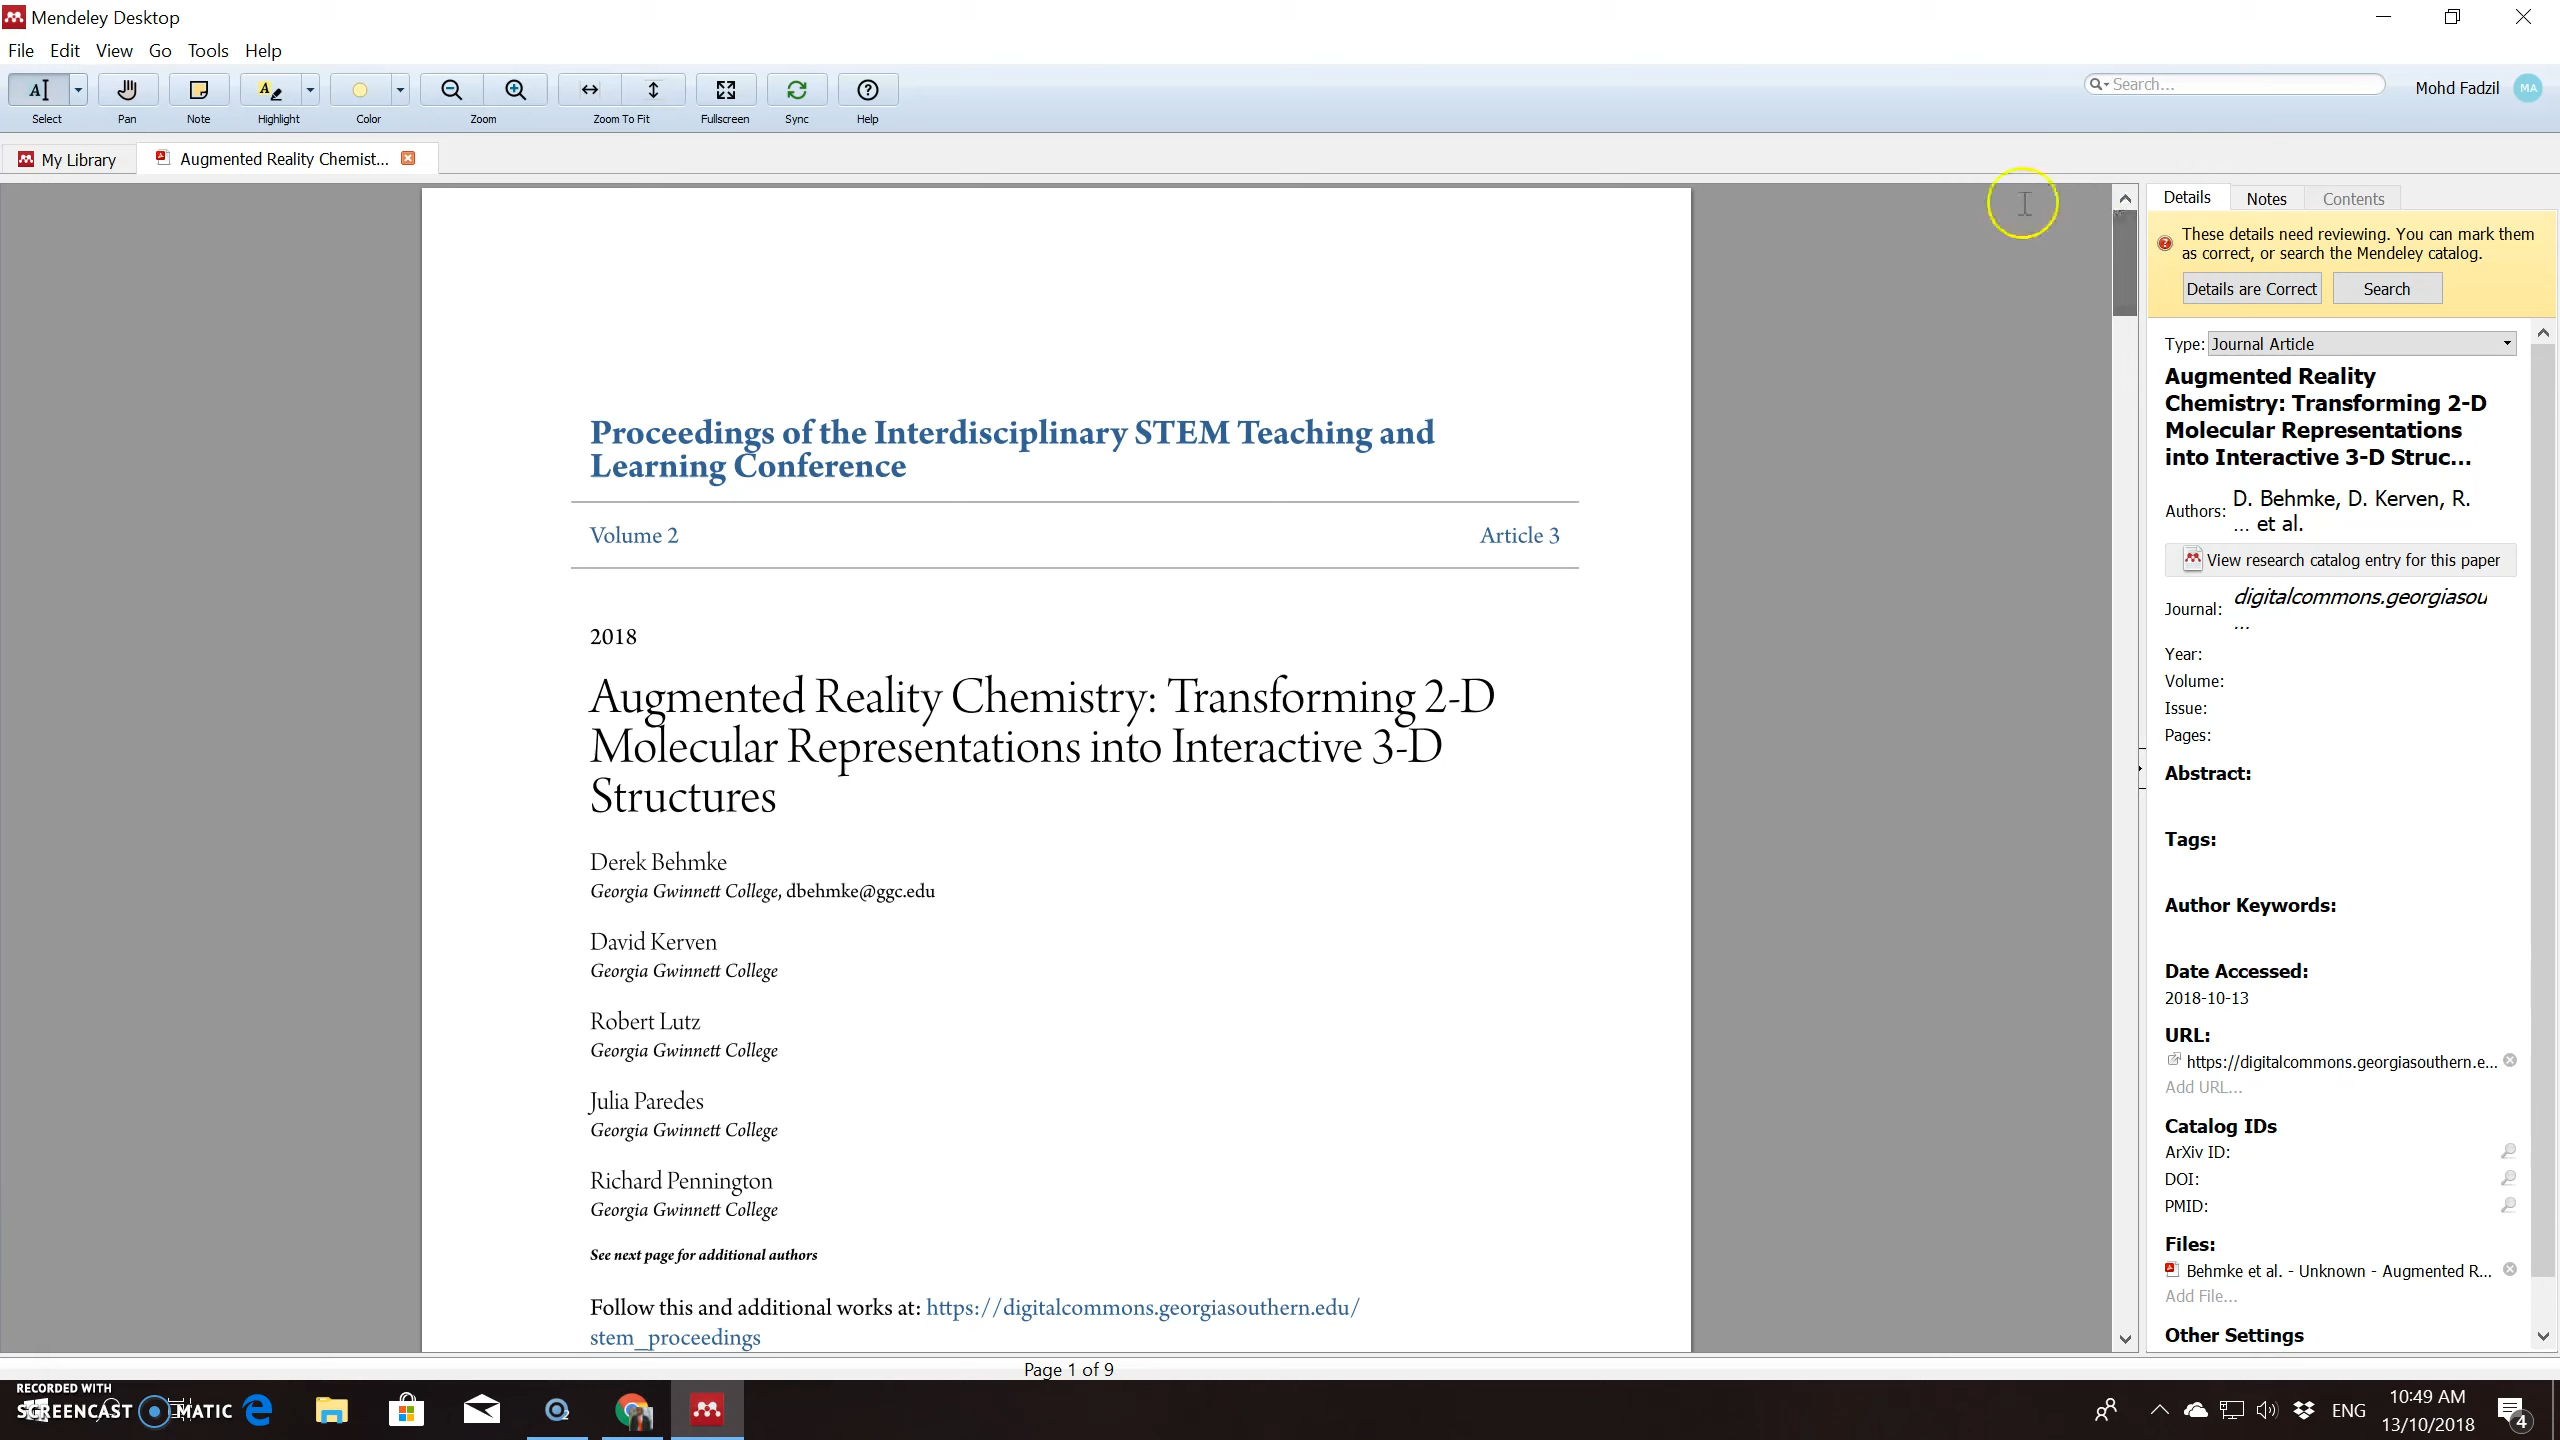 Mendeley Desktop
File Edit View Go Tools Help
Search...
Mohd Fadzil MA
Select Pan Note Highlight Color Zoom Zoom To Fit Fullscreen Sync Help
My Library Augmented Reality Chemist...
Proceedings of the Interdisciplinary STEM Teaching and
Learning Conference
Volume 2 Article 3
2018
Augmented Reality Chemistry: Transforming 2-D
Molecular Representations into Interactive 3-D
Structures
Derek Behmke
Georgia Gwinnett College, dbehmke@ggc.edu
David Kerven
Georgia Gwinnett College
Robert Lutz
Georgia Gwinnett College
Julia Paredes
Georgia Gwinnett College
Richard Pennington
Georgia Gwinnett College
See next page for additional authors
Follow this and additional works at: https://digitalcommons.georgiasouthern.edu/
stem_proceedings
Page 1 of 9
Details Notes Contents
These details need reviewing. You can mark them
as correct, or search the Mendeley catalog.
Details are Correct Search
Type: Journal Article
Augmented Reality
Chemistry: Transforming 2-D
Molecular Representations
into Interactive 3-D Struc...
Authors: D. Behmke, D. Kerven, R.
... et al.
View research catalog entry for this paper
Journal: digitalcommons.georgiasou
...
Year:
Volume:
Issue:
Pages:
Abstract:
Tags:
Author Keywords:
Date Accessed:
2018-10-13
URL:
https://digitalcommons.georgiasouthern.e...
Add URL...
Catalog IDs
ArXiv ID:
DOI:
PMID:
Files:
Behmke et al. - Unknown - Augmented R...
Add File...
Other Settings
RECORDED WITH
SCREENCAST MATIC
ENG
10:49 AM
13/10/2018
4